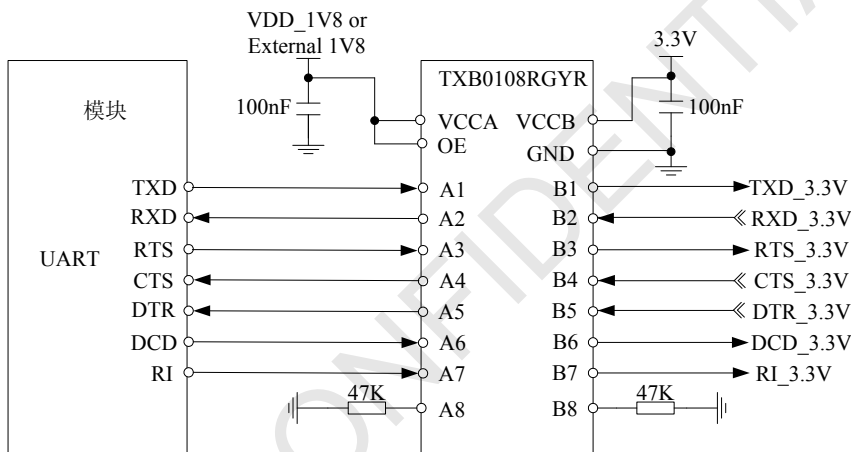 VDD_1V8 or
External 1V8
3.3V
TXB0108RGYR
模块
100nF
100nF
VCCA VCCB
OE
GND
TXD A1 B1 TXD_3.3V
RXD A2 B2 RXD_3.3V
RTS A3 B3 RTS_3.3V
UART
CTS A4 B4 CTS_3.3V
DTR A5 B5 DTR_3.3V
DCD A6 B6 DCD_3.3V
RI A7 B7 RI_3.3V
47K A8 B8 47K